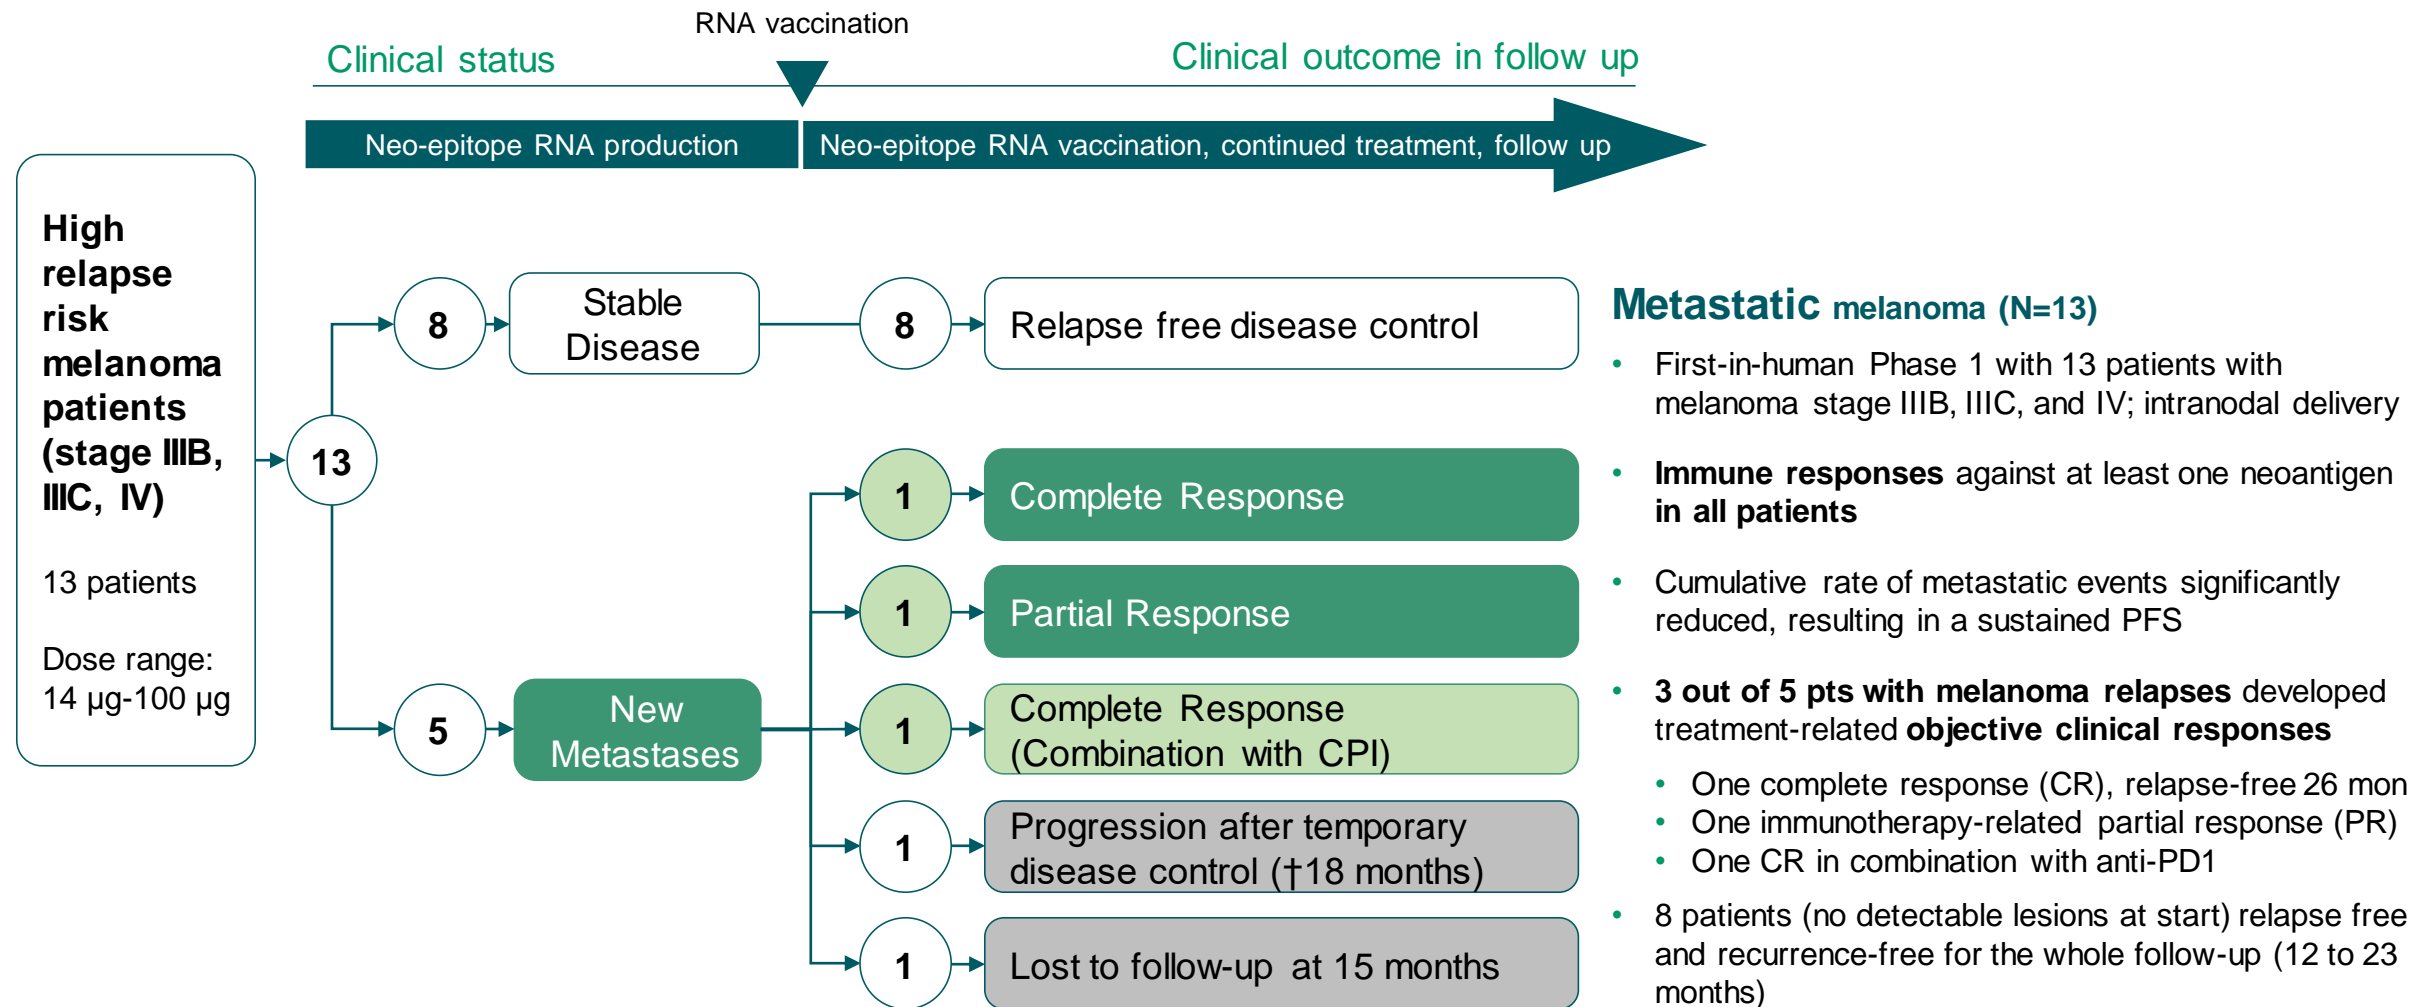 RNA vaccination
Clinical status
Clinical outcome in follow up
Neo-epitope RNA production
Neo-epitope RNA vaccination, continued treatment, follow up
High
relapse
risk
melanoma
patients
(stage IIIB,
IIIC, IV)
13 patients
Dose range:
14 µg-100 µg
13
8
Stable
Disease
8
Relapse free disease control
5
New
Metastases
1
Complete Response
1
Partial Response
1
Complete Response
(Combination with CPI)
1
Progression after temporary
disease control (†18 months)
1
Lost to follow-up at 15 months
Metastatic melanoma (N=13)
• First-in-human Phase 1 with 13 patients with
melanoma stage IIIB, IIIC, and IV; intranodal delivery
• Immune responses against at least one neoantigen
in all patients
• Cumulative rate of metastatic events significantly
reduced, resulting in a sustained PFS
• 3 out of 5 pts with melanoma relapses developed
treatment-related objective clinical responses
• One complete response (CR), relapse-free 26 mon
• One immunotherapy-related partial response (PR)
• One CR in combination with anti-PD1
• 8 patients (no detectable lesions at start) relapse free
and recurrence-free for the whole follow-up (12 to 23
months)